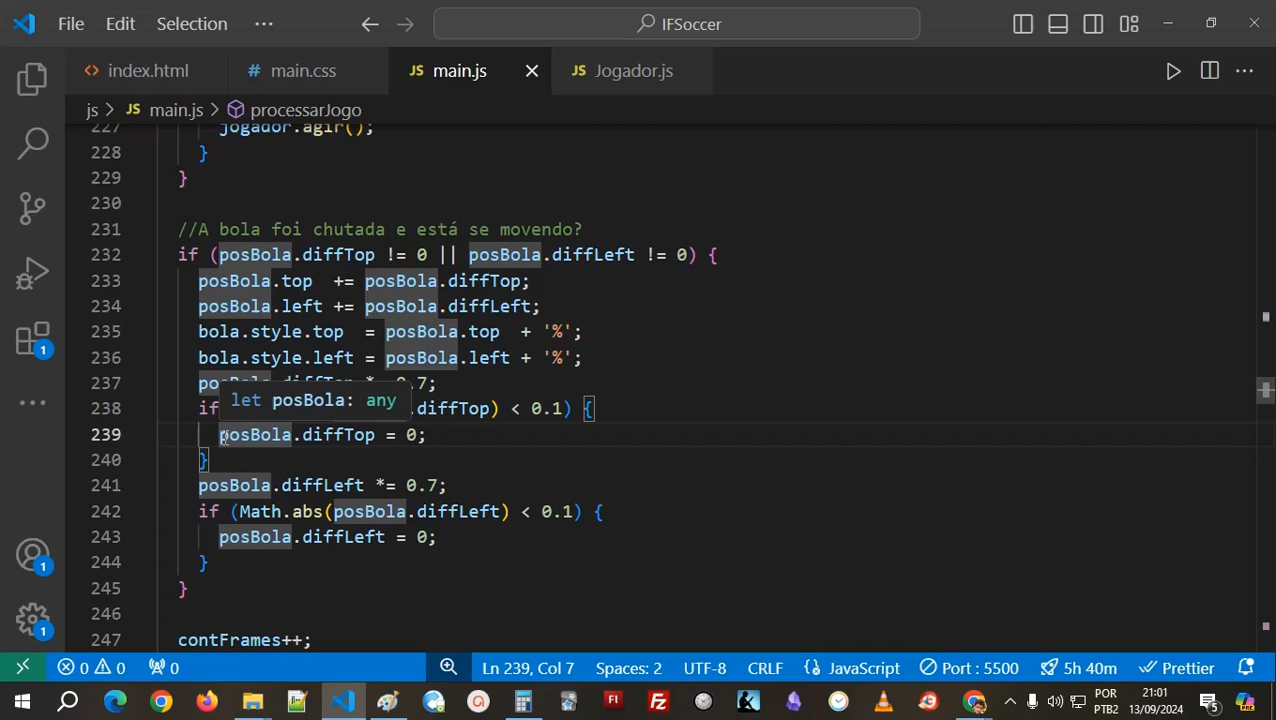 File Edit Selection ··· IFSoccer
index.html main.css main.js Jogador.js
js > JS main.js > processarJogo
227 jogador.agir();
228 }
229 }
230
231 //A bola foi chutada e está se movendo?
232 if (posBola.diffTop != 0 || posBola.diffLeft != 0) {
233 posBola.top += posBola.diffTop;
234 posBola.left += posBola.diffLeft;
235 bola.style.top = posBola.top + '%';
236 bola.style.left = posBola.left + '%';
237 .7;
let posBola: any
238 if .diffTop) < 0.1) {
239 posBola.diffTop = 0;
240 }
241 posBola.diffLeft *= 0.7;
242 if (Math.abs(posBola.diffLeft) < 0.1) {
243 posBola.diffLeft = 0;
244 }
245 }
246
247 contFrames++;
0 0 0 Ln 239, Col 7 Spaces: 2 UTF-8 CRLF JavaScript Port : 5500 5h 40m Prettier
POR 21:01
PTB2 13/09/2024 5